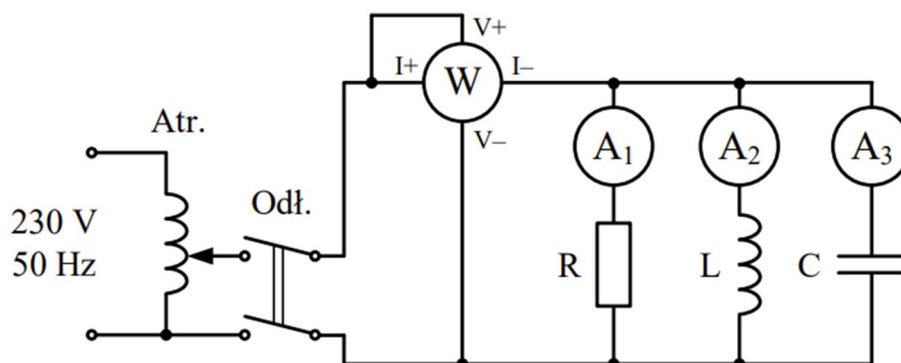 V+
I+ W I–
V–
Atr.
A₁ A₂ A₃
Odł.
230 V
50 Hz
R L C